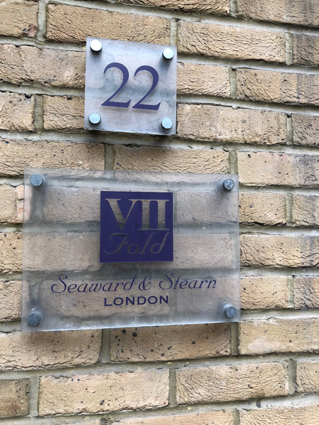 22
VII
Fold
Seaward & Stearn
LONDON